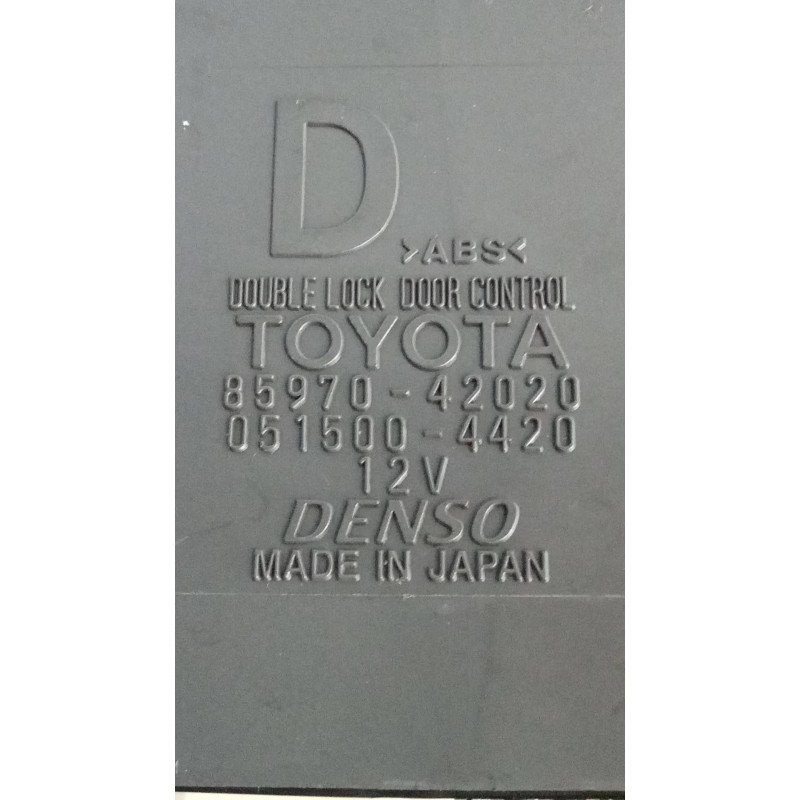 D
>ABS<
DOUBLE LOCK DOOR CONTROL
TOYOTA
85970-42020
051500-4420
12V
DENSO
MADE IN JAPAN